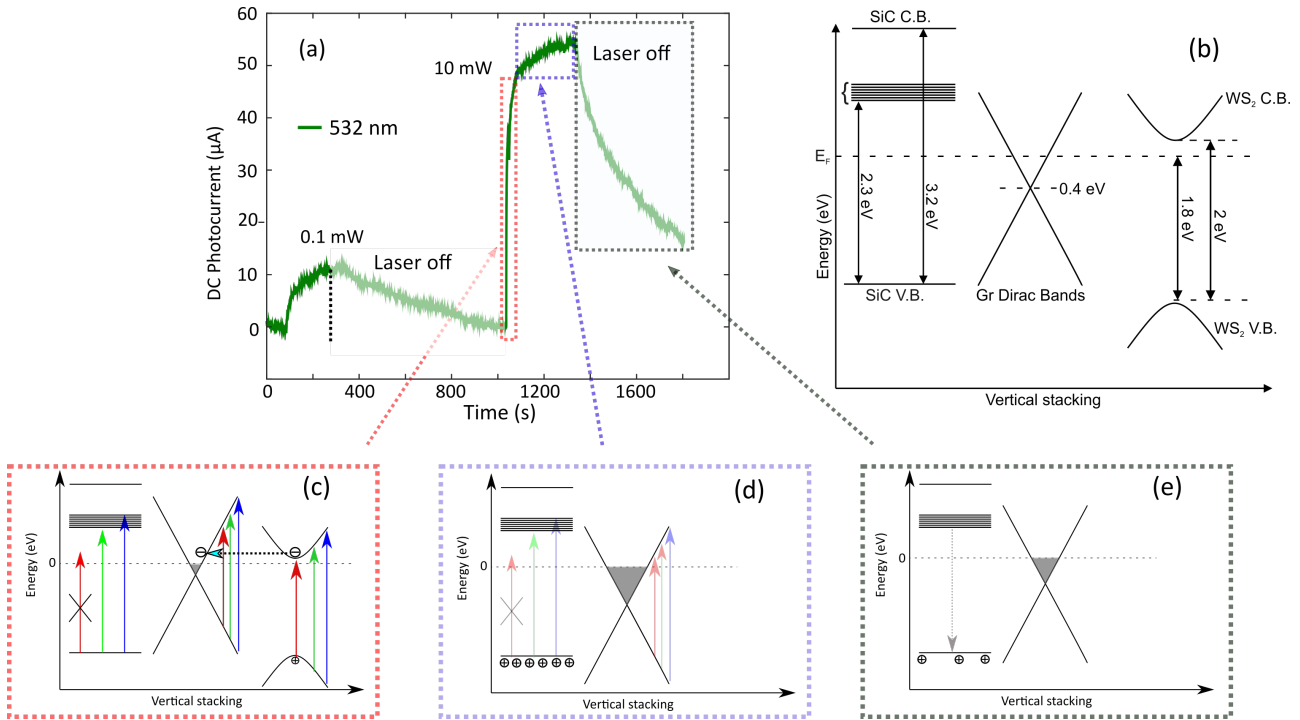 (a)
DC Photocurrent (µA)
60
50
40
30
20
10
0
0
400
800
1200
1600
Time (s)
532 nm
0.1 mW
Laser off
10 mW
Laser off
(b)
Energy (eV)
SiC C.B.
{
E_F
2.3 eV
3.2 eV
SiC V.B.
0.4 eV
Gr Dirac Bands
WS₂ C.B.
1.8 eV
2 eV
WS₂ V.B.
Vertical stacking
(c)
Energy (eV)
0
Vertical stacking
(d)
Energy (eV)
0
Vertical stacking
(e)
Energy (eV)
0
Vertical stacking